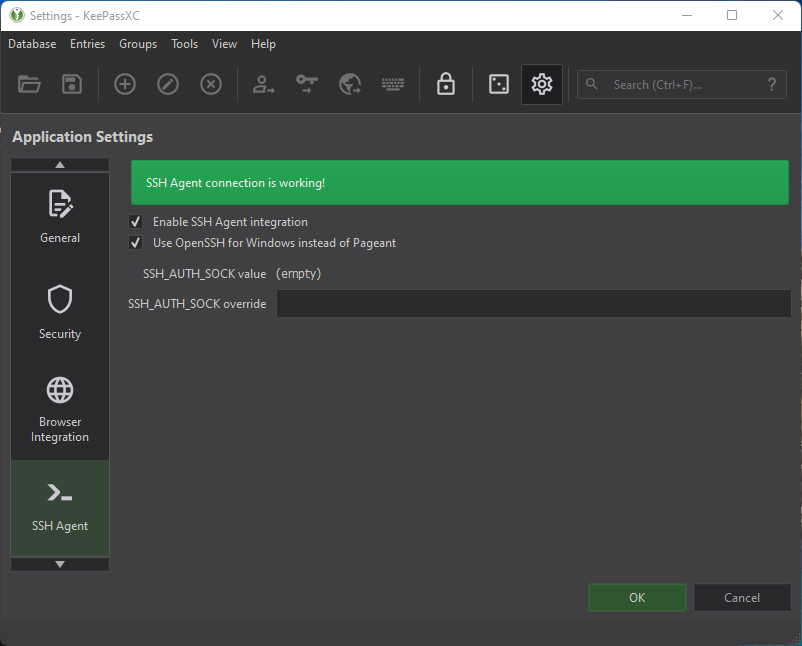 Settings - KeePassXC
Database Entries Groups Tools View Help
Search (Ctrl+F)... ?
Application Settings
General
Security
Browser
Integration
SSH Agent
SSH Agent connection is working!
Enable SSH Agent integration
Use OpenSSH for Windows instead of Pageant
SSH_AUTH_SOCK value (empty)
SSH_AUTH_SOCK override
OK Cancel